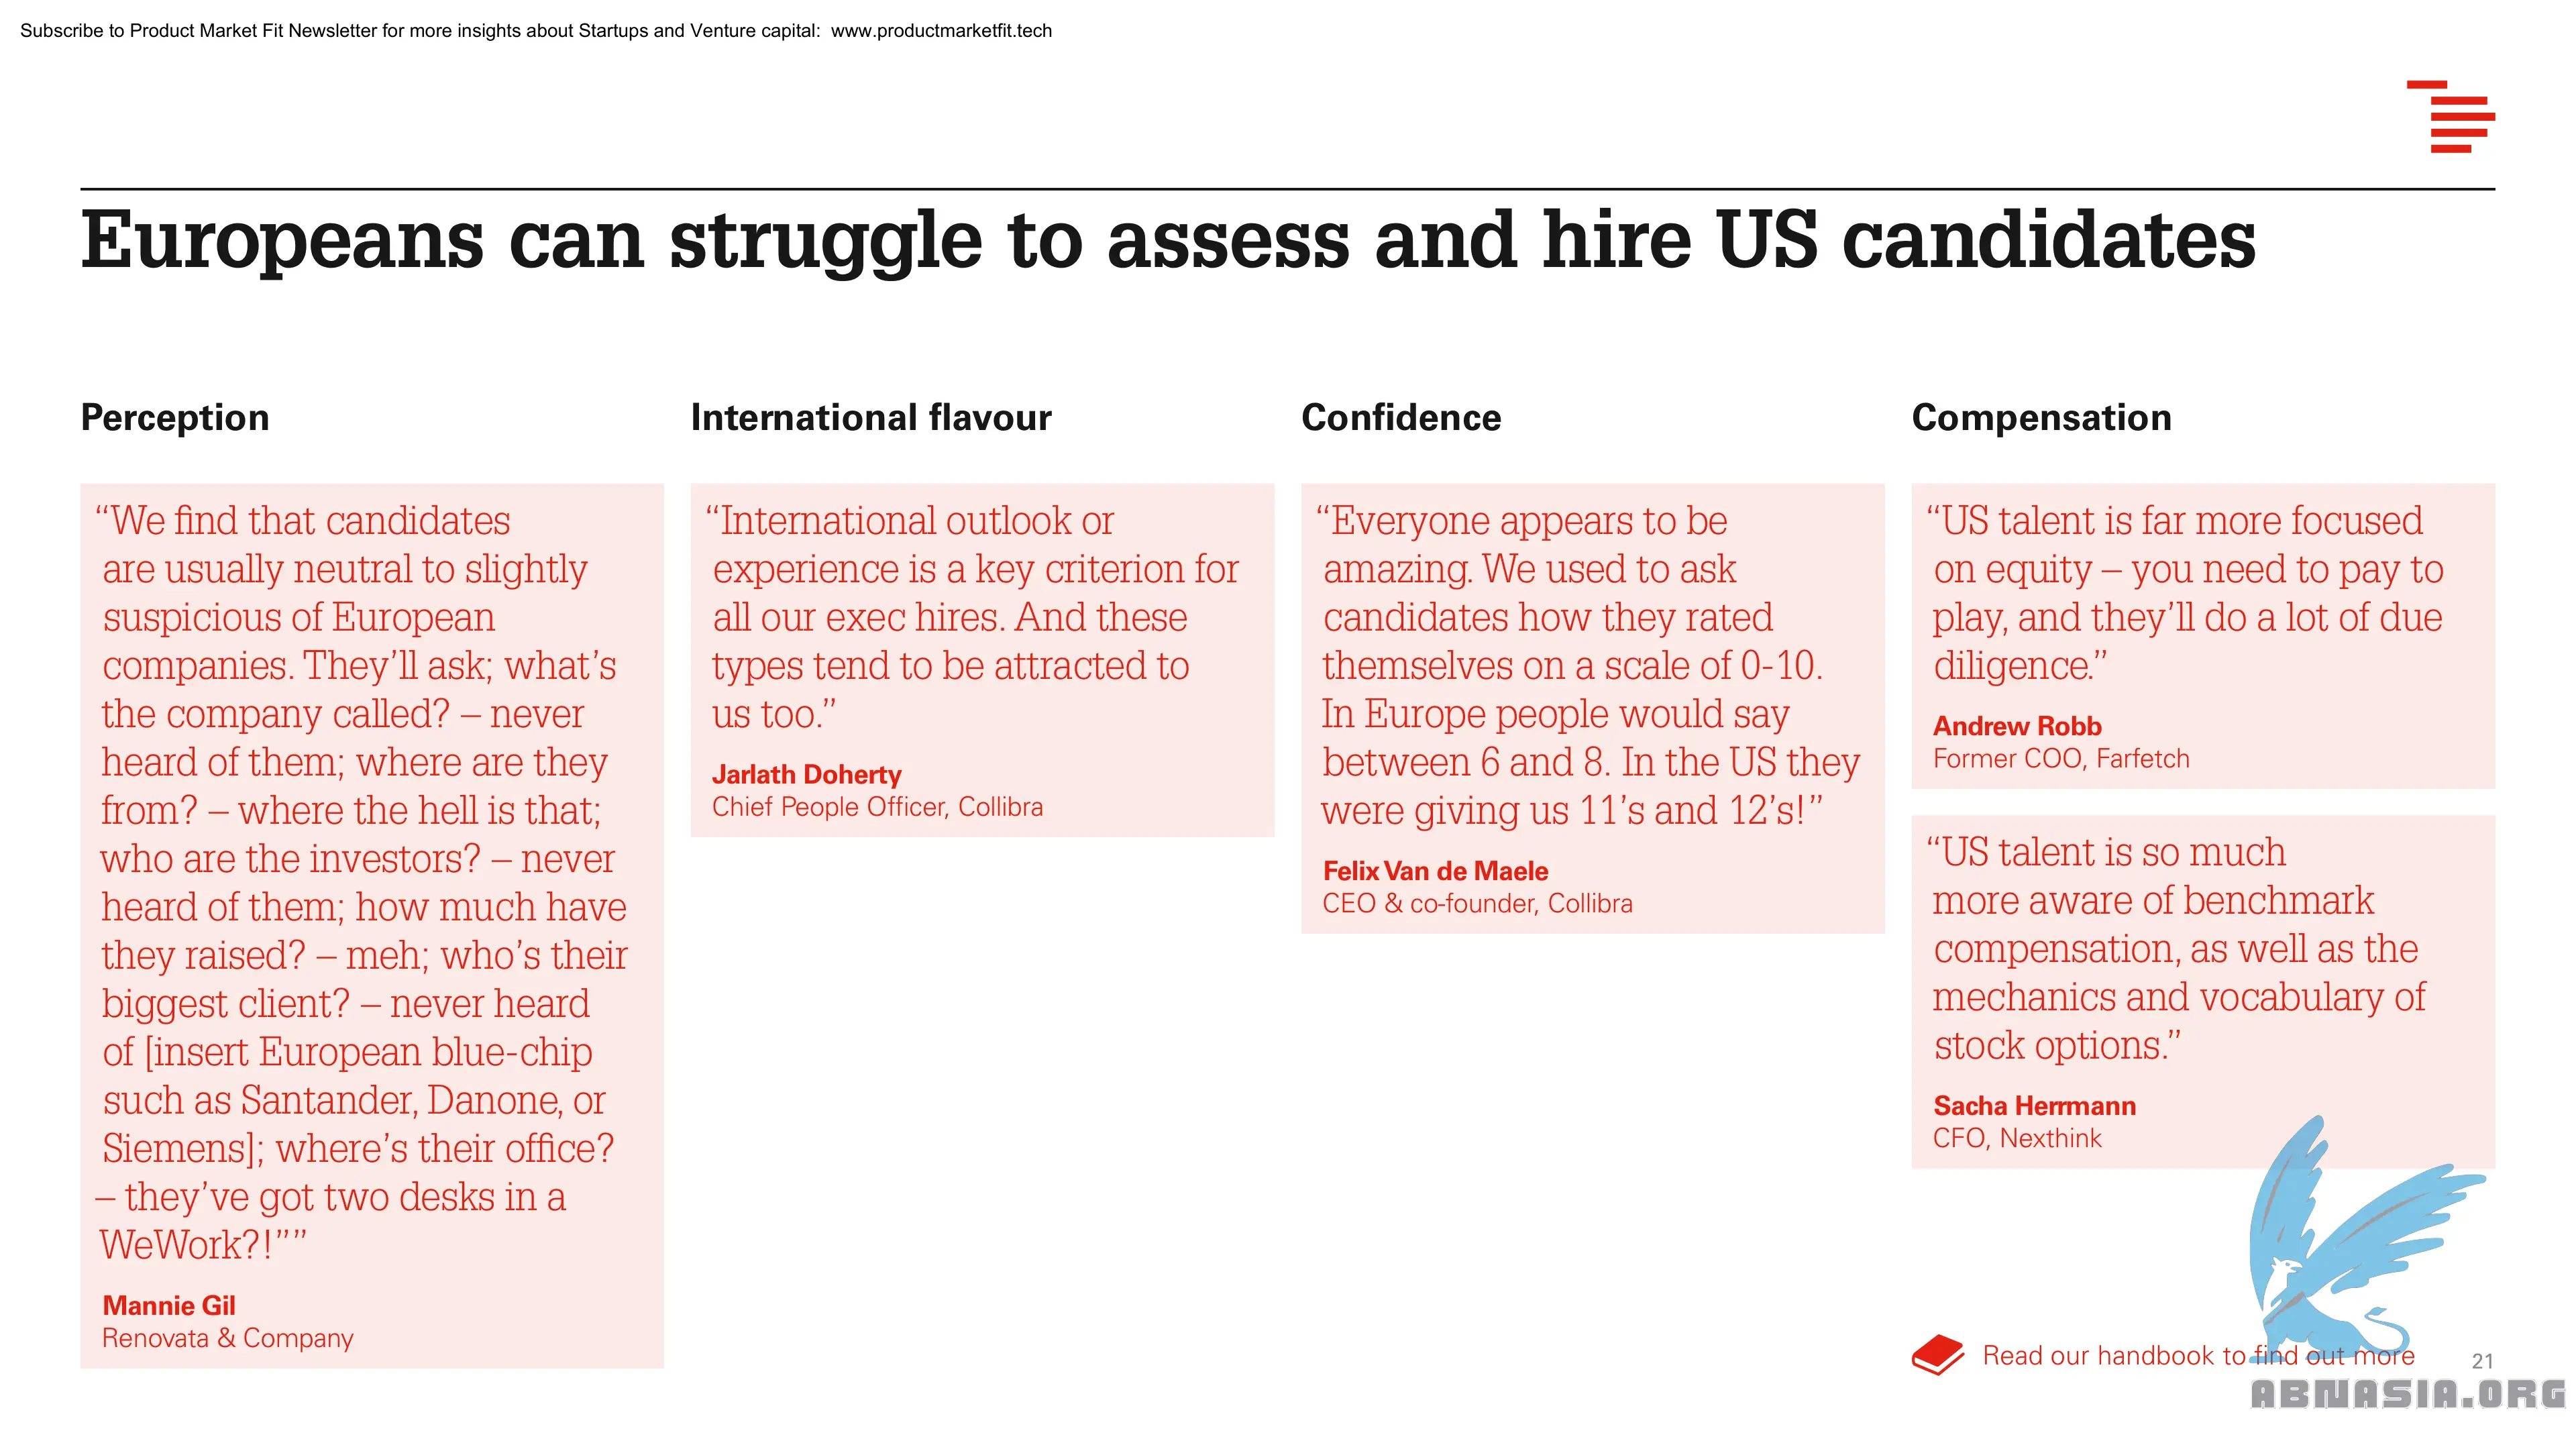 Subscribe to Product Market Fit Newsletter for more insights about Startups and Venture capital:  www.productmarketfit.tech
Europeans can struggle to assess and hire US candidates
Perception
“We find that candidates
are usually neutral to slightly
suspicious of European
companies. They’ll ask; what’s
the company called? – never
heard of them; where are they
from? – where the hell is that;
who are the investors? – never
heard of them; how much have
they raised? – meh; who’s their
biggest client? – never heard
of [insert European blue-chip
such as Santander, Danone, or
Siemens]; where’s their office?
– they’ve got two desks in a
WeWork?!””
Mannie Gil
Renovata & Company
International flavour
“International outlook or
experience is a key criterion for
all our exec hires. And these
types tend to be attracted to
us too.”
Jarlath Doherty
Chief People Officer, Collibra
Confidence
“Everyone appears to be
amazing. We used to ask
candidates how they rated
themselves on a scale of 0-10.
In Europe people would say
between 6 and 8. In the US they
were giving us 11’s and 12’s!”
Felix Van de Maele
CEO & co-founder, Collibra
Compensation
“US talent is far more focused
on equity – you need to pay to
play, and they’ll do a lot of due
diligence.”
Andrew Robb
Former COO, Farfetch
“US talent is so much
more aware of benchmark
compensation, as well as the
mechanics and vocabulary of
stock options.”
Sacha Herrmann
CFO, Nexthink
Read our handbook to find out more
21
ABNASIA.ORG